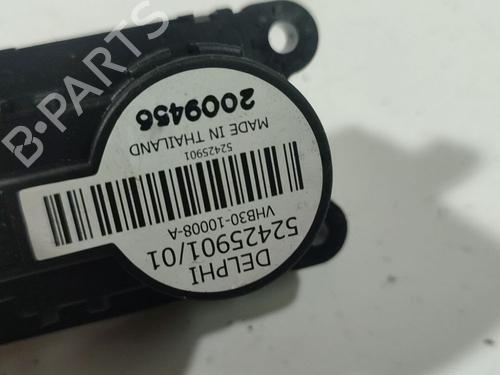 DELPHI
52425901/01
VHB30-10008-A
52425901
MADE IN THAILAND
2009456
B-PARTS